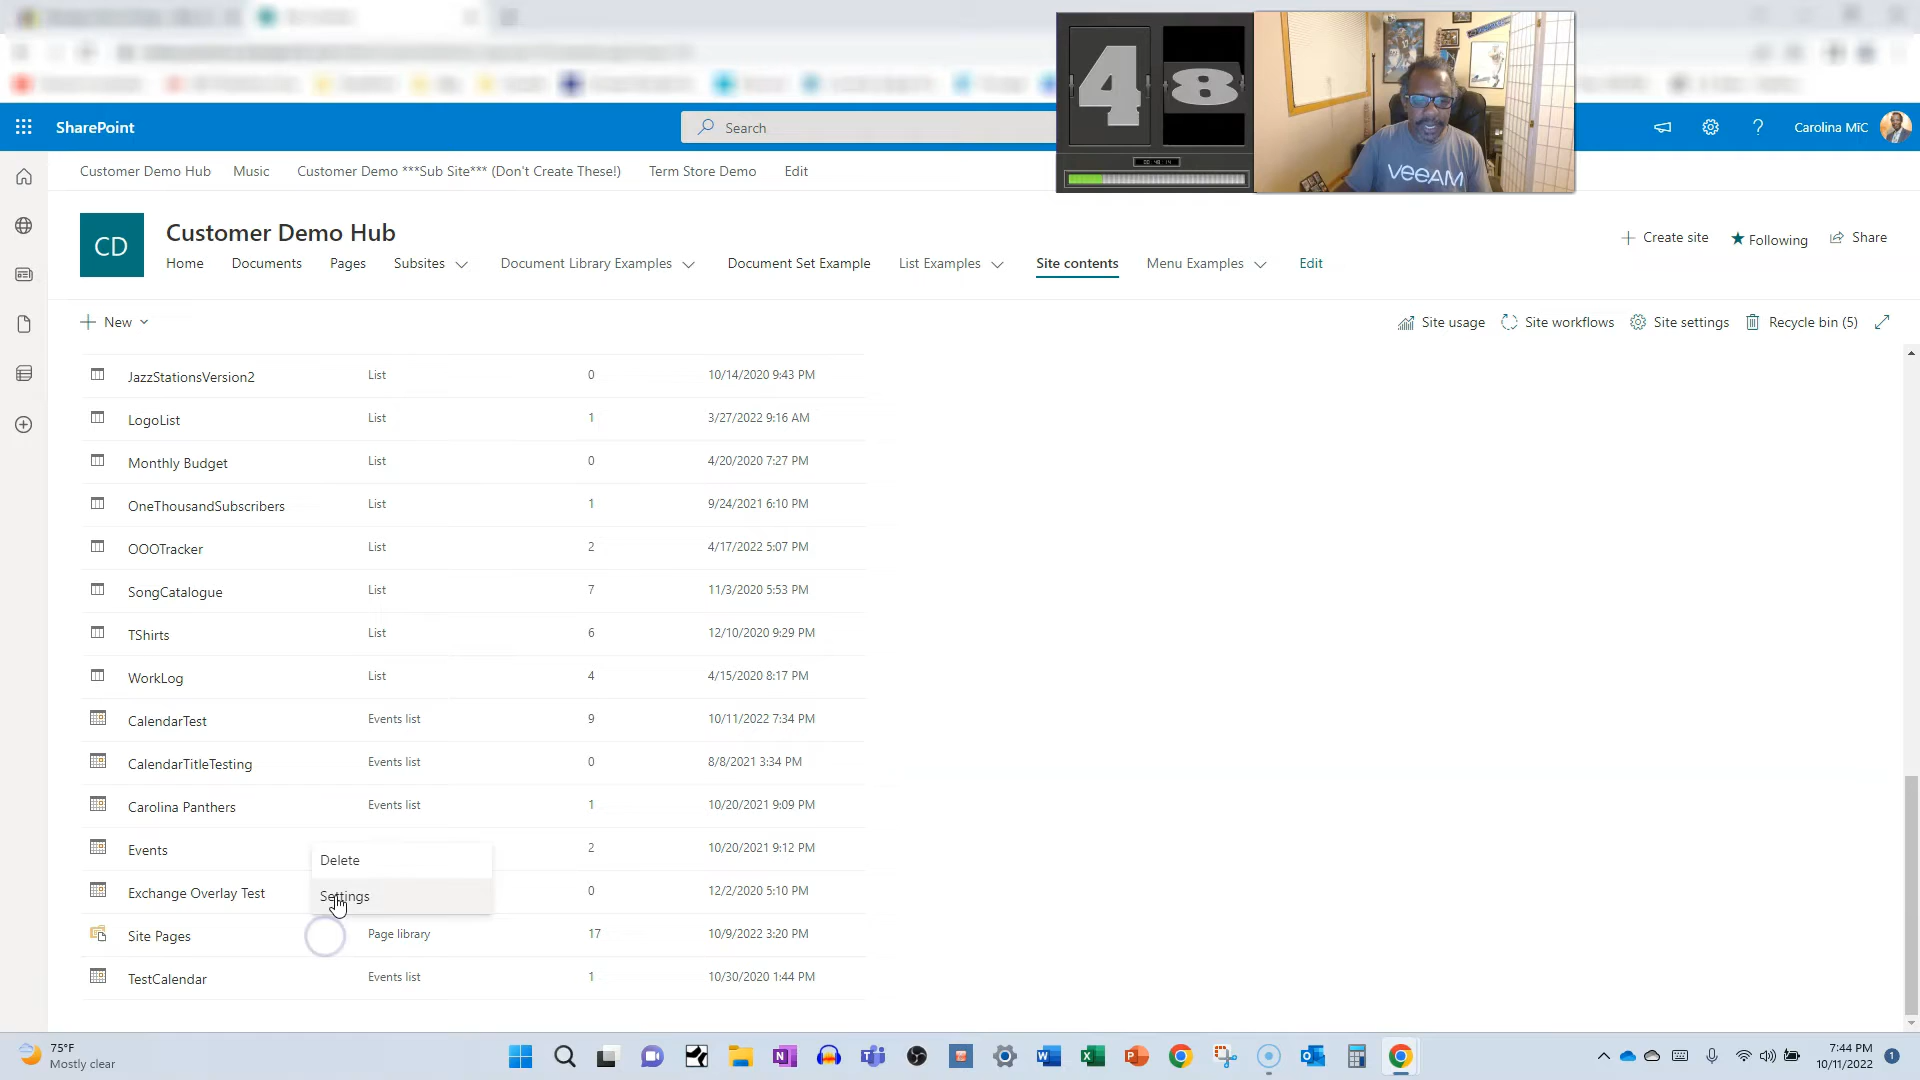 4 8
VEEAM
SharePoint
Search
Carolina MiC
Customer Demo Hub Music Customer Demo ***Sub Site*** (Don't Create These!) Term Store Demo Edit
CD
Customer Demo Hub
Create site Following Share
Home Documents Pages Subsites Document Library Examples Document Set Example List Examples Site contents Menu Examples Edit
New Site usage Site workflows Site settings Recycle bin (5)
JazzStationsVersion2 List 0 10/14/2020 9:43 PM
LogoList List 1 3/27/2022 9:16 AM
Monthly Budget List 0 4/20/2020 7:27 PM
OneThousandSubscribers List 1 9/24/2021 6:10 PM
OOOTracker List 2 4/17/2022 5:07 PM
SongCatalogue List 7 11/3/2020 5:53 PM
TShirts List 6 12/10/2020 9:29 PM
WorkLog List 4 4/15/2020 8:17 PM
CalendarTest Events list 9 10/11/2022 7:34 PM
CalendarTitleTesting Events list 0 8/8/2021 3:34 PM
Carolina Panthers Events list 1 10/20/2021 9:09 PM
Events 2 10/20/2021 9:12 PM
Delete
Exchange Overlay Test 0 12/2/2020 5:10 PM
Settings
Site Pages Page library 17 10/9/2022 3:20 PM
TestCalendar Events list 1 10/30/2020 1:44 PM
75°F
Mostly clear
7:44 PM
10/11/2022
1